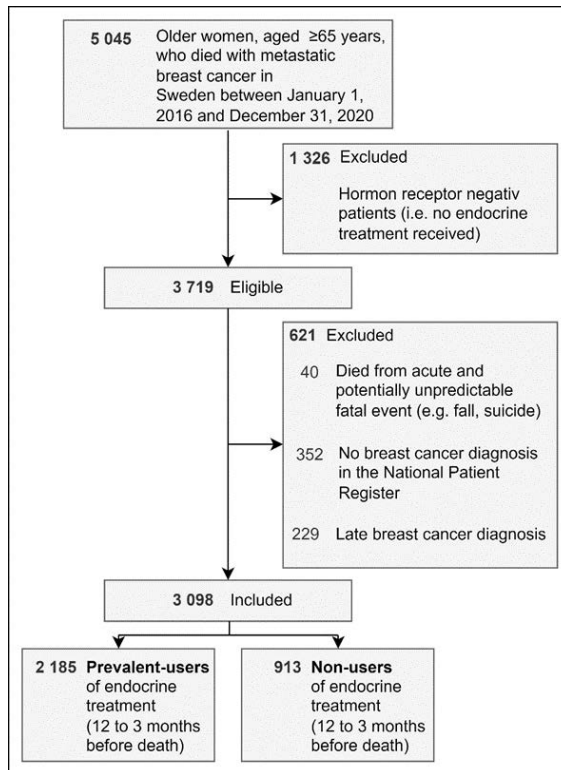 5 045 Older women, aged ≥65 years,
who died with metastatic
breast cancer in
Sweden between January 1,
2016 and December 31, 2020
1 326 Excluded
Hormon receptor negativ
patients (i.e. no endocrine
treatment received)
3 719 Eligible
621 Excluded
40 Died from acute and
potentially unpredictable
fatal event (e.g. fall, suicide)
352 No breast cancer diagnosis
in the National Patient
Register
229 Late breast cancer diagnosis
3 098 Included
2 185 Prevalent-users
of endocrine
treatment
(12 to 3 months
before death)
913 Non-users
of endocrine
treatment
(12 to 3 months
before death)